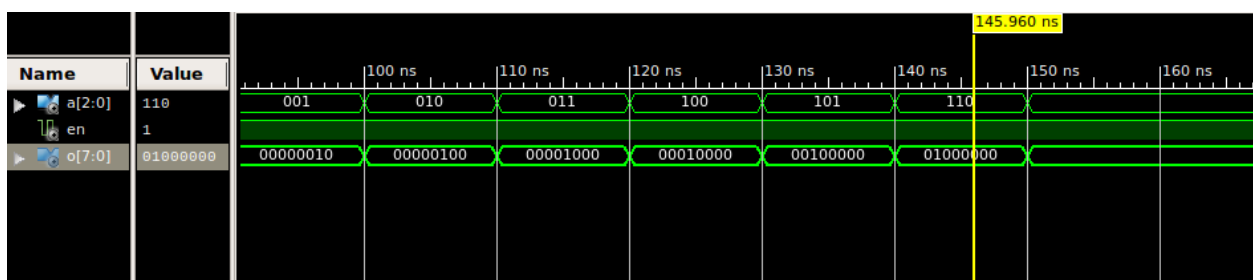 145.960 ns
Name Value 100 ns 110 ns 120 ns 130 ns 140 ns 150 ns 160 ns
a[2:0] 110 001 010 011 100 101 110
en 1
o[7:0] 01000000 00000010 00000100 00001000 00010000 00100000 01000000